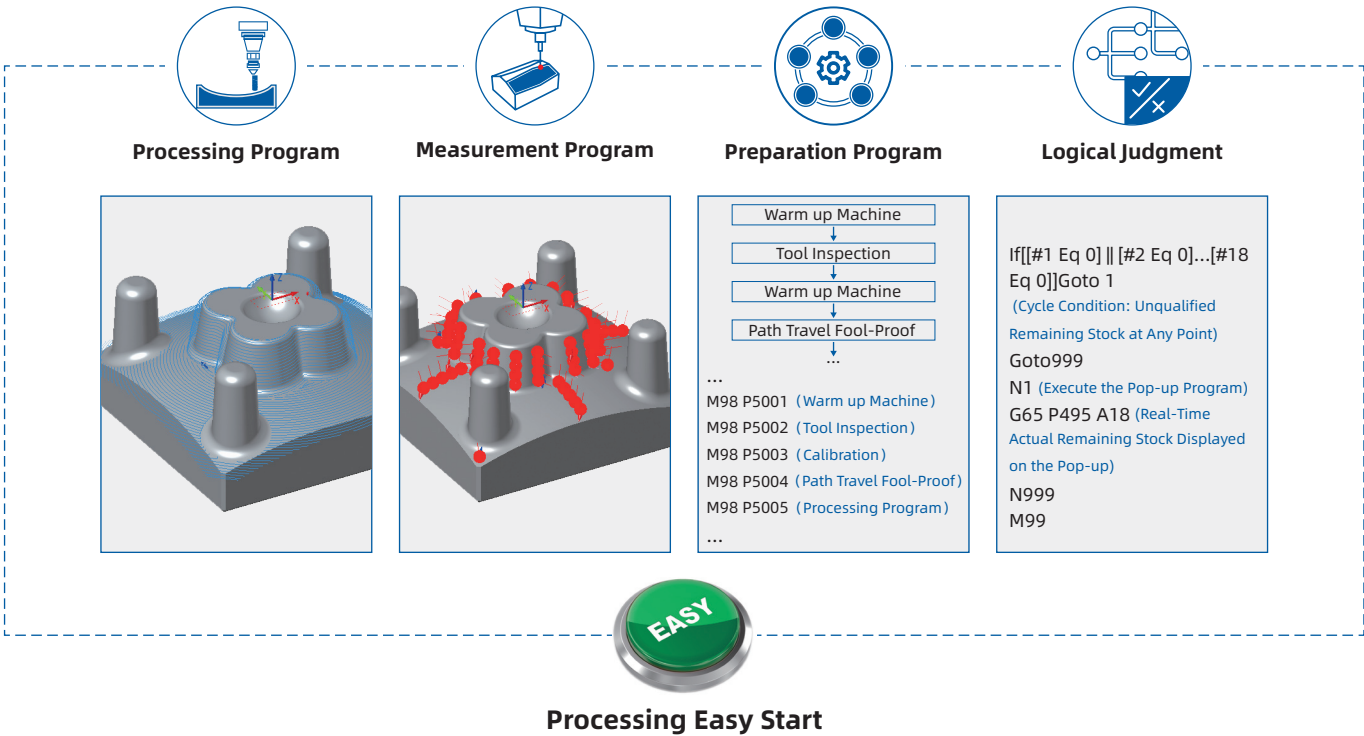 Processing Program
Measurement Program
Preparation Program
Logical Judgment
Z
X
Z
X
Warm up Machine
Tool Inspection
Warm up Machine
Path Travel Fool-Proof
...
...
M98 P5001 (Warm up Machine)
M98 P5002 (Tool Inspection)
M98 P5003 (Calibration)
M98 P5004 (Path Travel Fool-Proof)
M98 P5005 (Processing Program)
...
If[[#1 Eq 0] || [#2 Eq 0]...[#18
Eq 0]]Goto 1
(Cycle Condition: Unqualified
Remaining Stock at Any Point)
Goto999
N1 (Execute the Pop-up Program)
G65 P495 A18 (Real-Time
Actual Remaining Stock Displayed
on the Pop-up)
N999
M99
EASY
Processing Easy Start